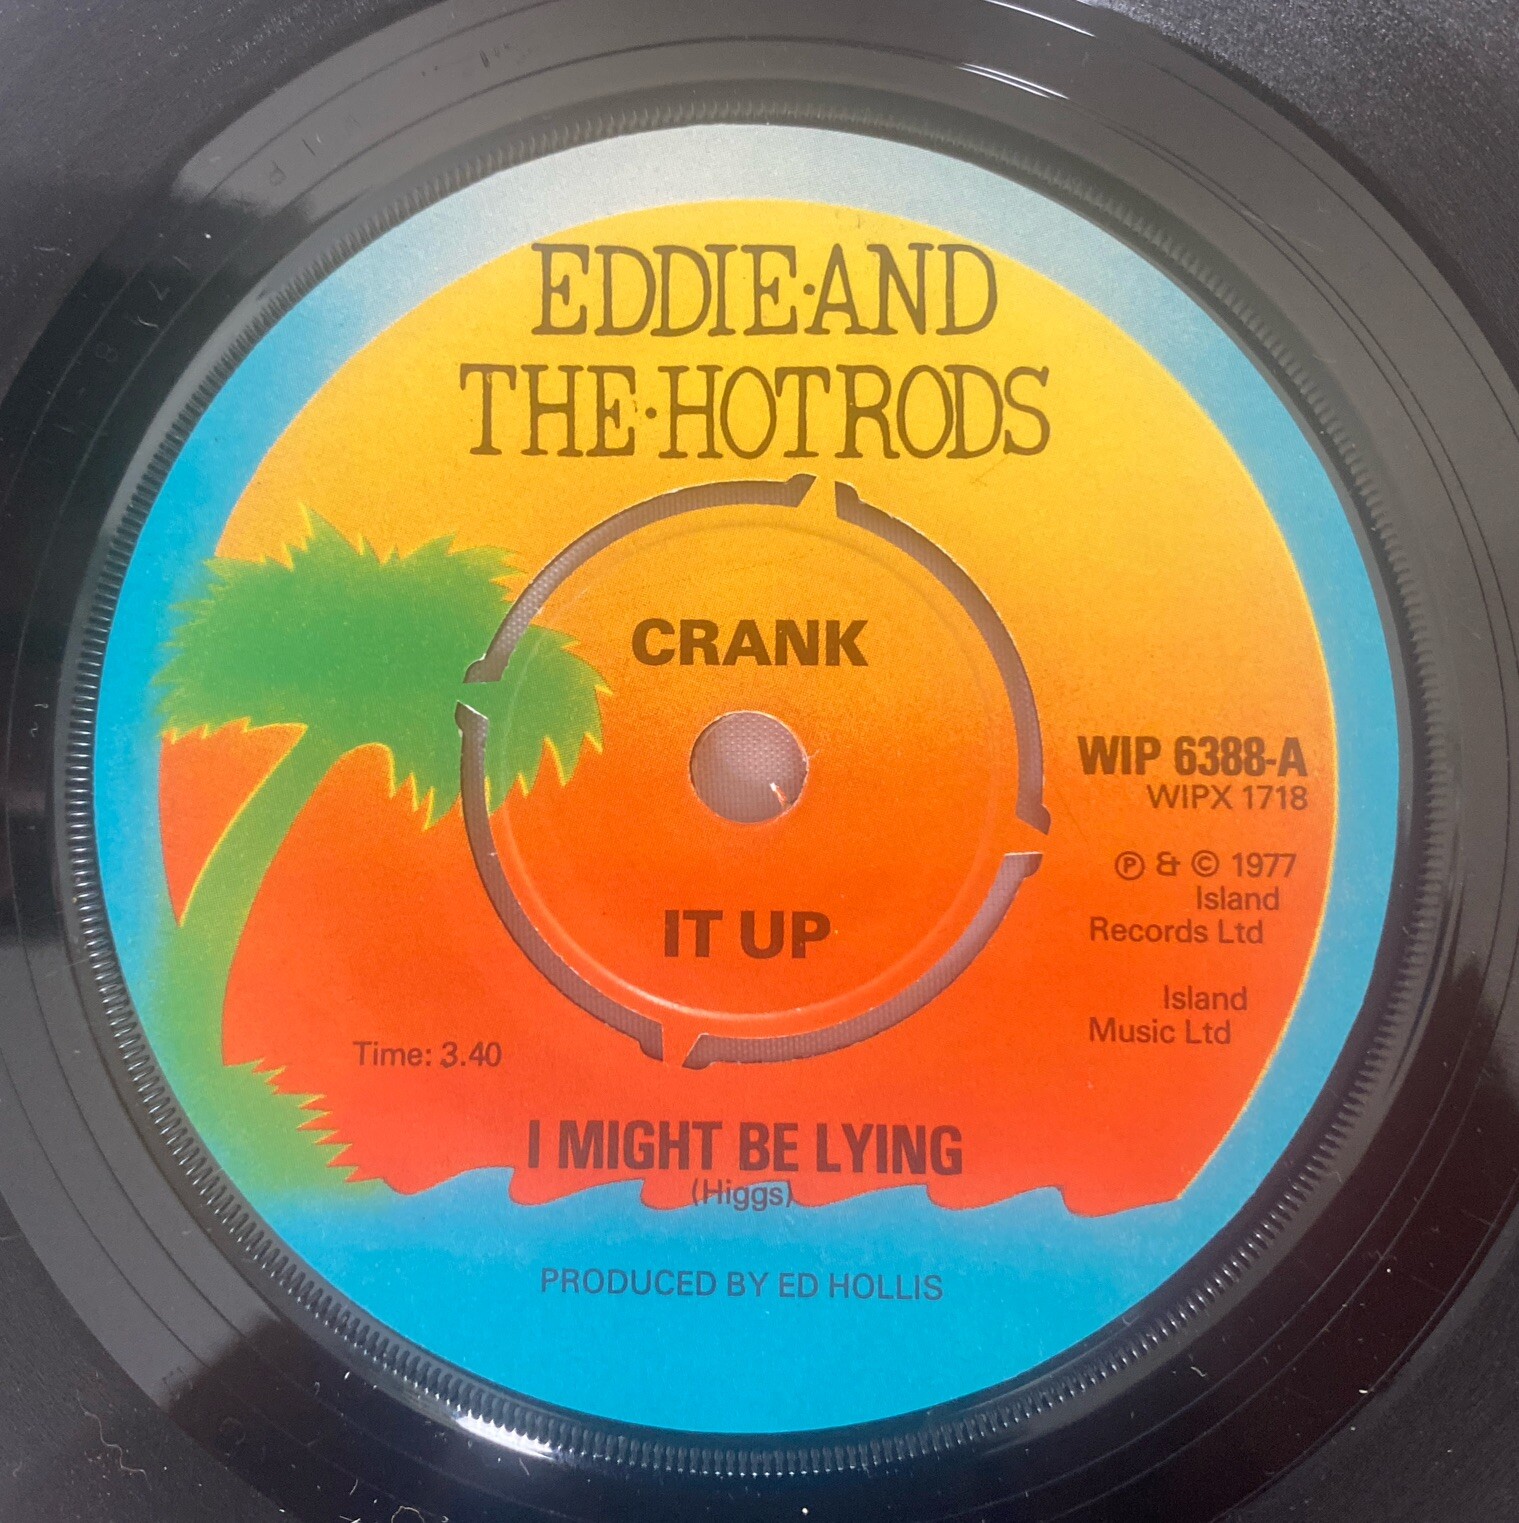 EDDIE·AND
THE·HOTRODS
CRANK
WIP 6388-A
WIPX 1718
Ⓟ & © 1977
Island
Records Ltd
IT UP
Island
Music Ltd
Time: 3.40
I MIGHT BE LYING
(Higgs)
PRODUCED BY ED HOLLIS